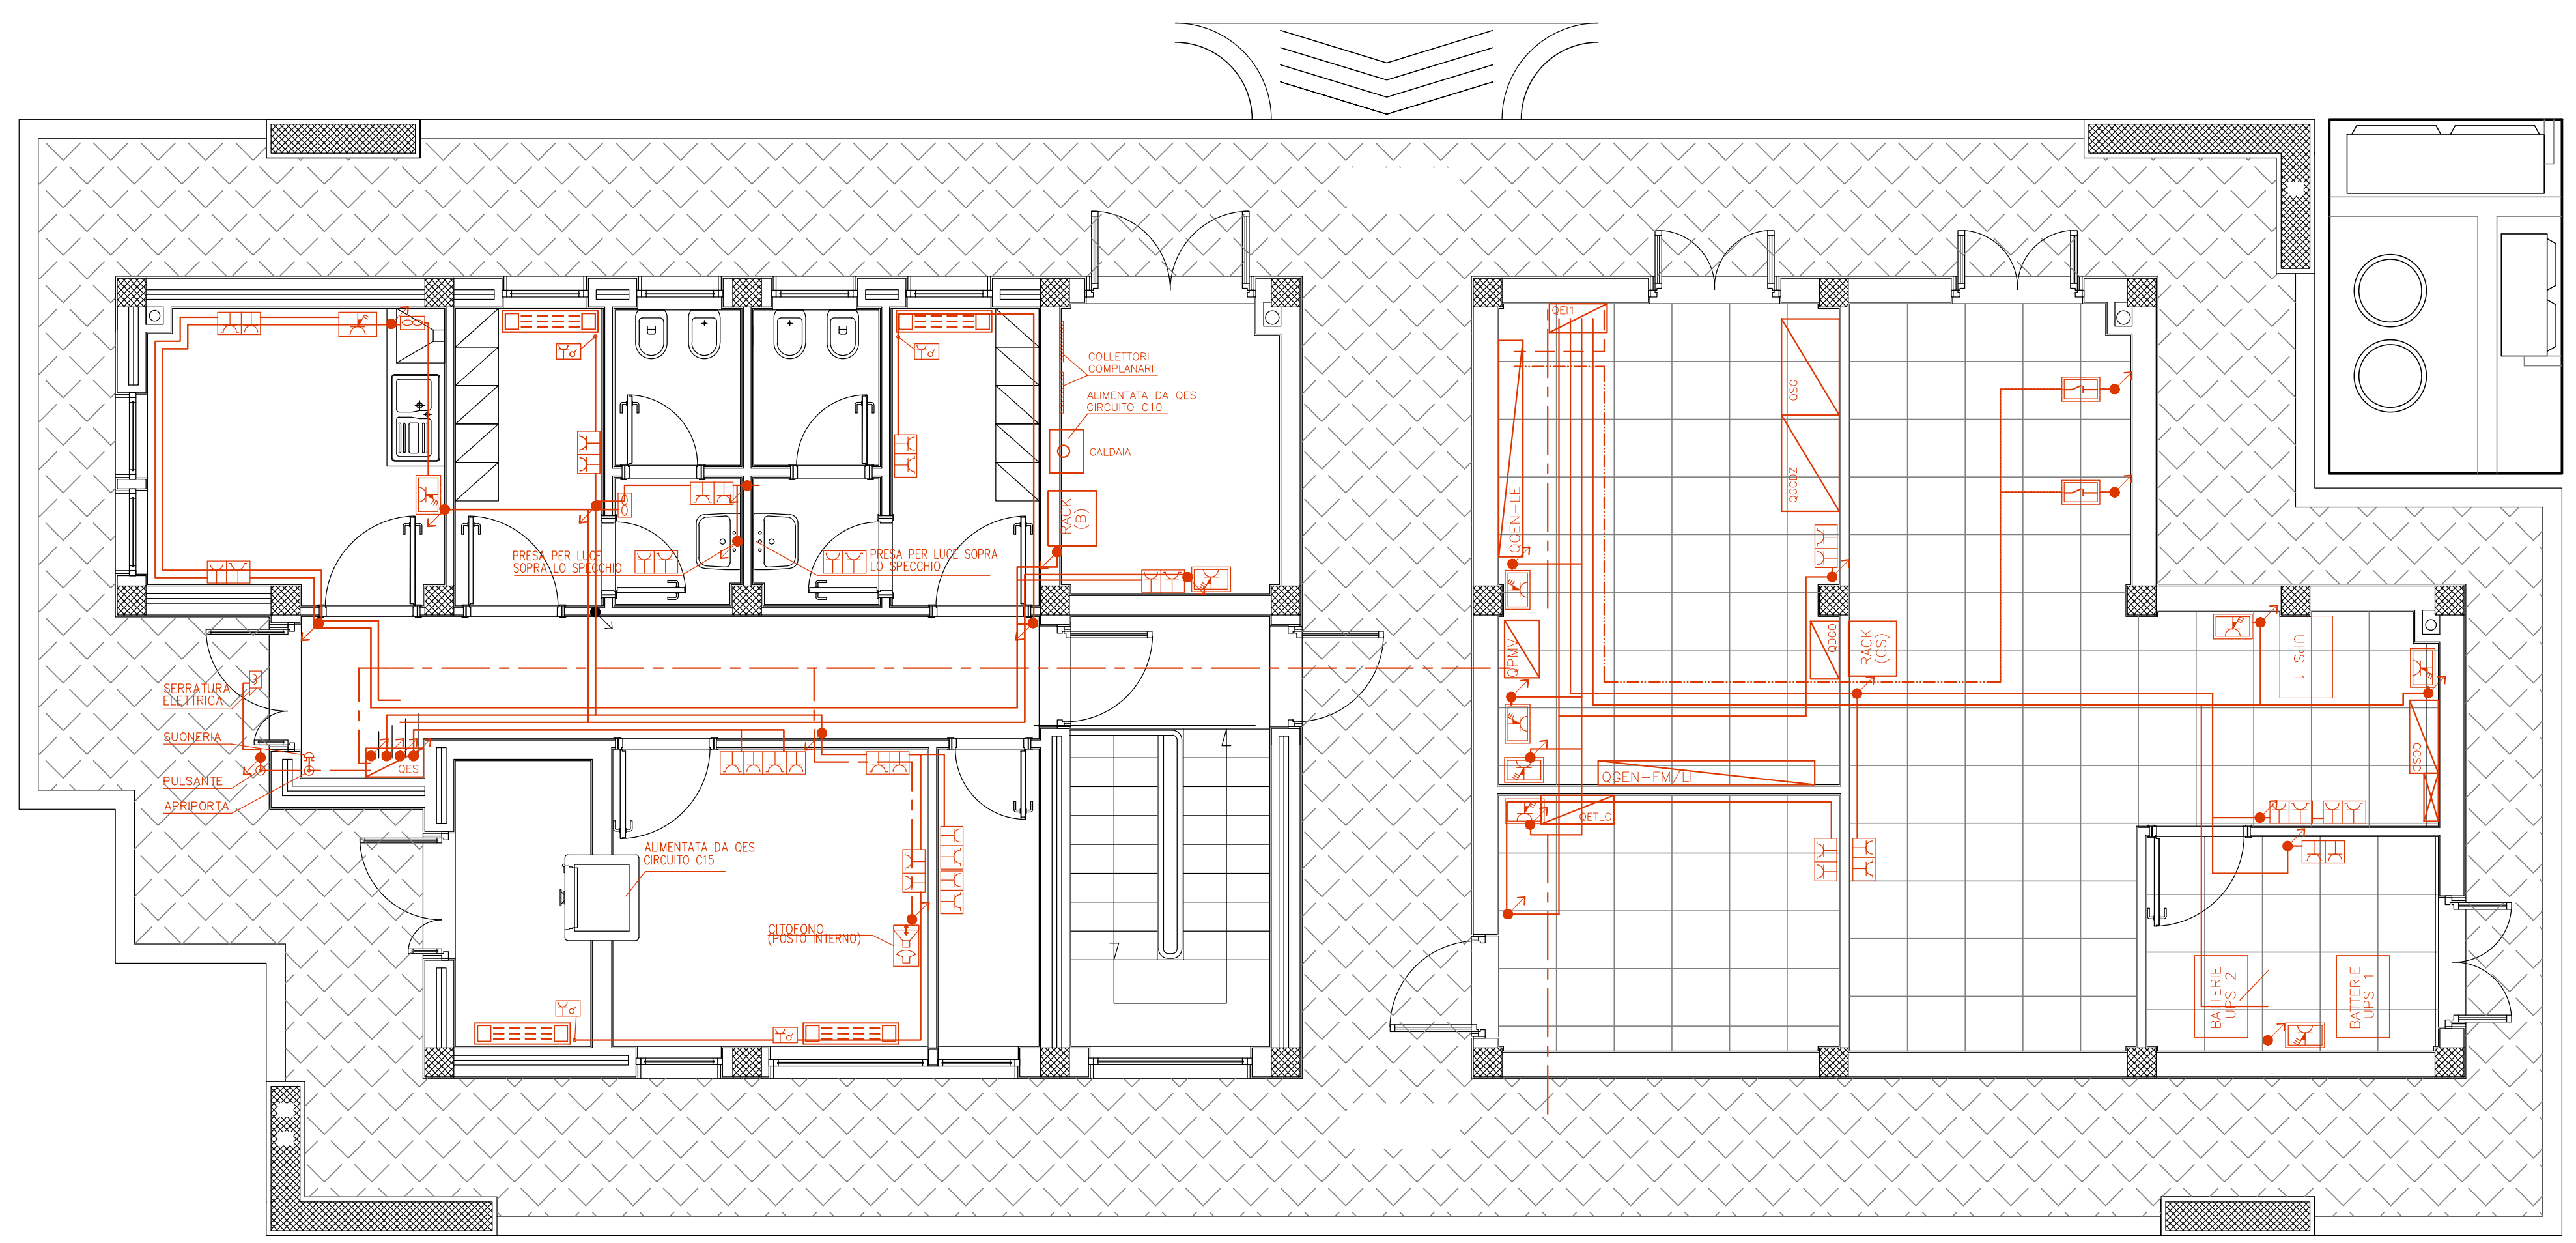 COLLETTORI
COMPLANARI
ALIMENTATA DA QES
CIRCUITO C10
CALDAIA
RACK
(B)
PRESA PER LUCE
SOPRA LO SPECCHIO
PRESA PER LUCE SOPRA
LO SPECCHIO
SERRATURA
ELETTRICA
SUONERIA
PULSANTE
APRIPORTA
QES
ALIMENTATA DA QES
CIRCUITO C15
CITOFONO
(POSTO INTERNO)
QEI1
QGEN-LE
QSG
QGCDZ
QPMV
QDGO
RACK
(CS)
QGEN-FM/LI
QETLC
UPS 1
QGSC
BATTERIE
UPS 2
BATTERIE
UPS 1